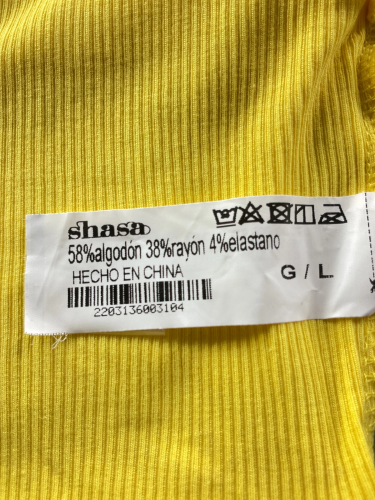 shasa
58%algodón 38%rayón 4%elastano
HECHO EN CHINA
G / L
2203136003104